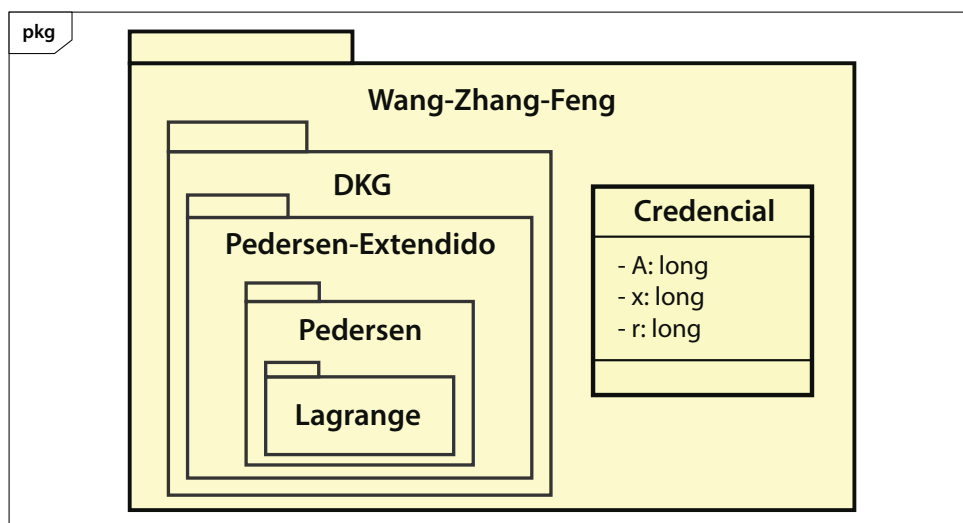 pkg
Wang-Zhang-Feng
DKG
Pedersen-Extendido
Pedersen
Lagrange
Credencial
- A: long
- x: long
- r: long